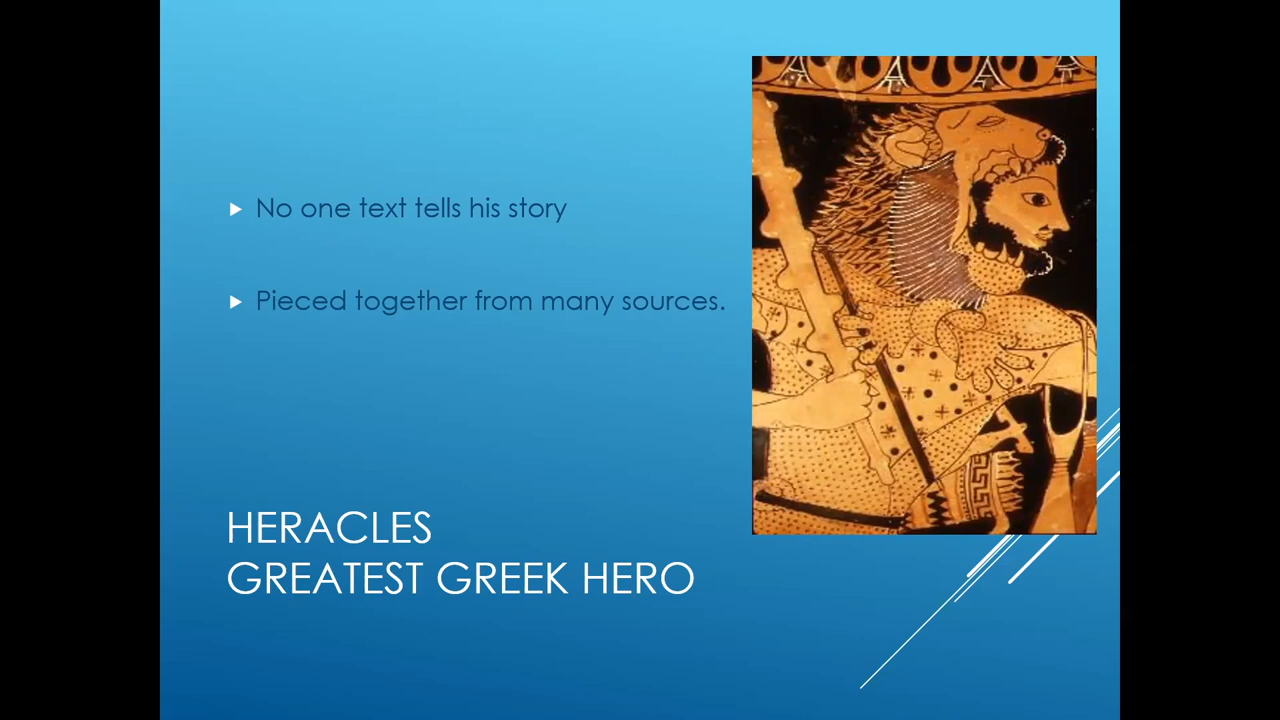 No one text tells his story
Pieced together from many sources.
HERACLES
GREATEST GREEK HERO